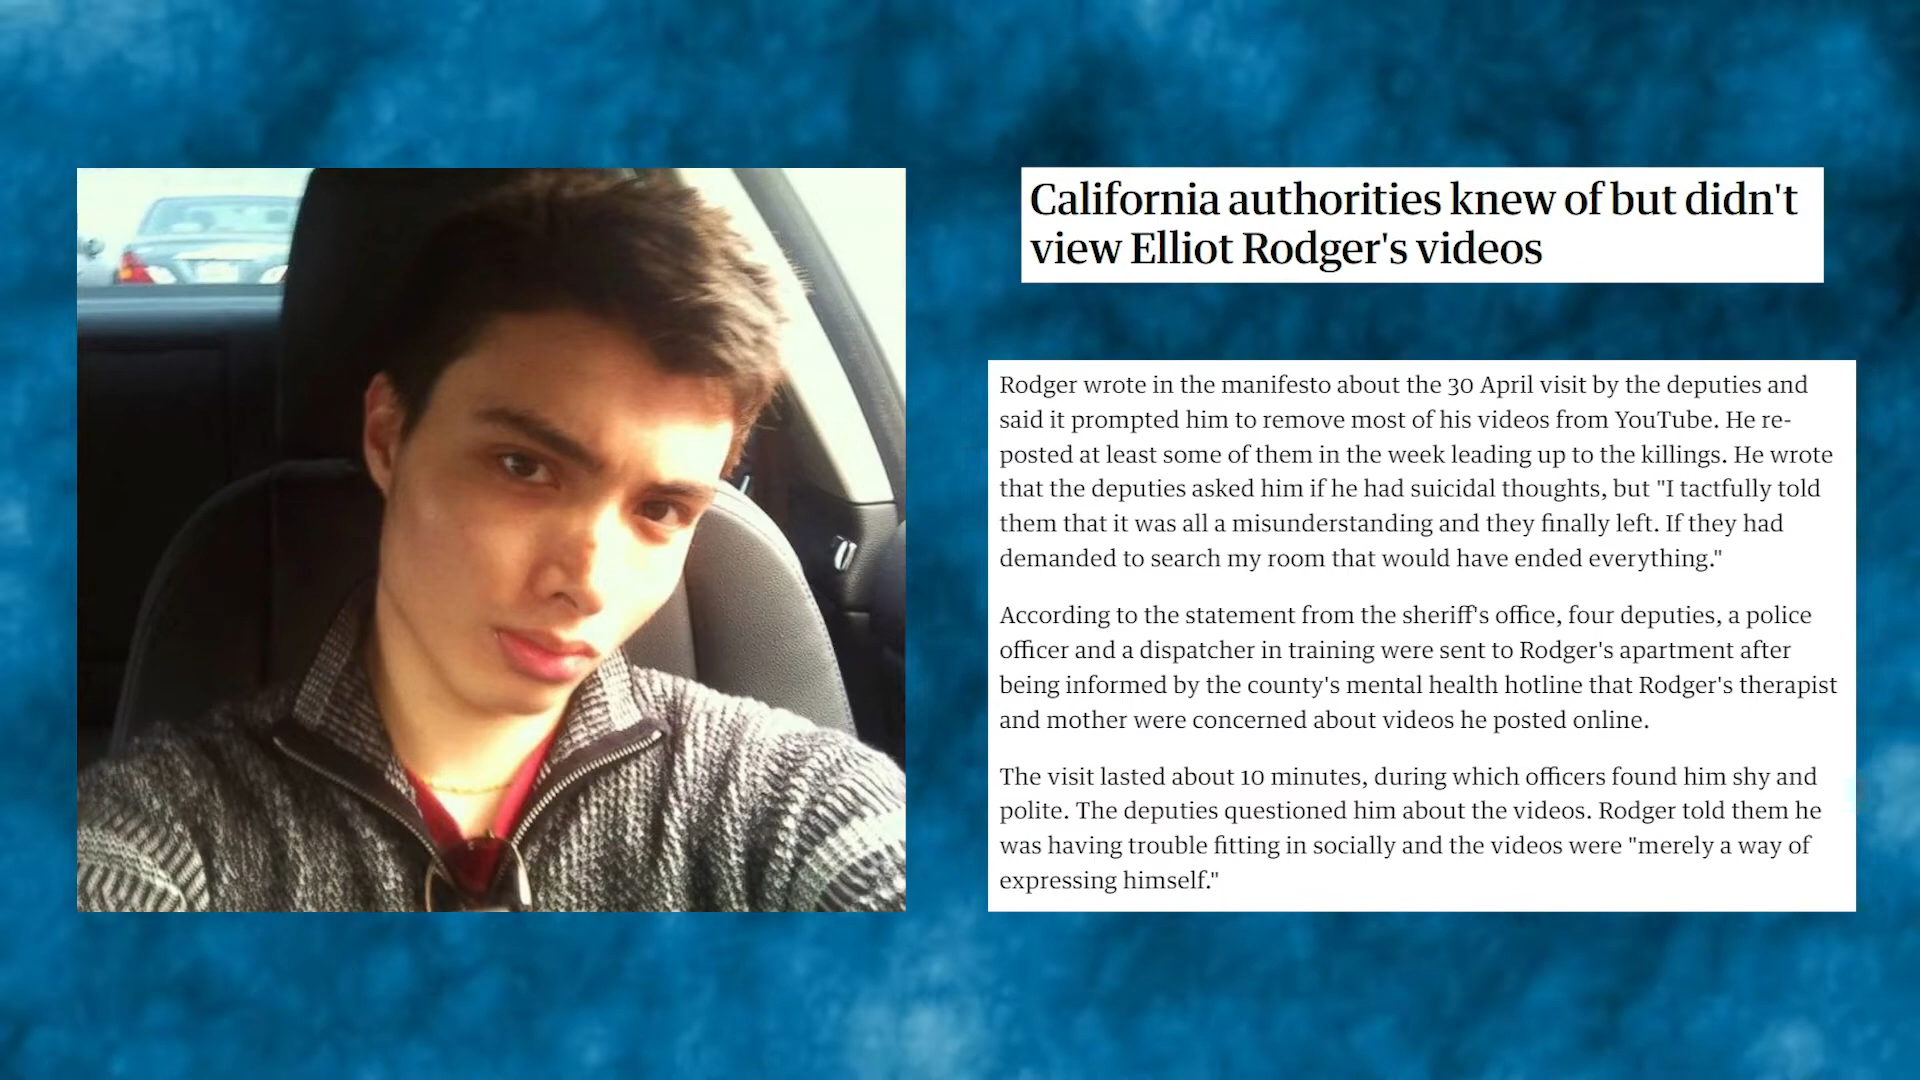 California authorities knew of but didn't
view Elliot Rodger's videos
Rodger wrote in the manifesto about the 30 April visit by the deputies and
said it prompted him to remove most of his videos from YouTube. He re-
posted at least some of them in the week leading up to the killings. He wrote
that the deputies asked him if he had suicidal thoughts, but "I tactfully told
them that it was all a misunderstanding and they finally left. If they had
demanded to search my room that would have ended everything."
According to the statement from the sheriff's office, four deputies, a police
officer and a dispatcher in training were sent to Rodger's apartment after
being informed by the county's mental health hotline that Rodger's therapist
and mother were concerned about videos he posted online.
The visit lasted about 10 minutes, during which officers found him shy and
polite. The deputies questioned him about the videos. Rodger told them he
was having trouble fitting in socially and the videos were "merely a way of
expressing himself."